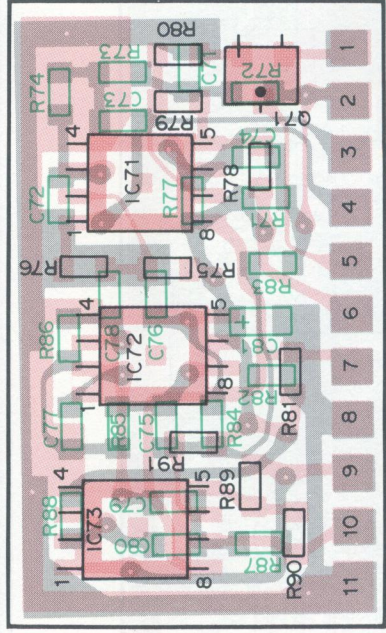 R80
R73
C71
R72
1
R74
C73
R79
Q71
2
4
5
C74
3
IC71
R77
R78
C72
R71
4
1
8
R76
R75
R83
5
4
5
C78
C76
C81
+
6
R86
IC72
1
8
R82
R81
7
C77
R85
C75
R84
8
R91
4
5
R89
9
R88
C79
IC73
C80
10
1
8
R87
R90
11